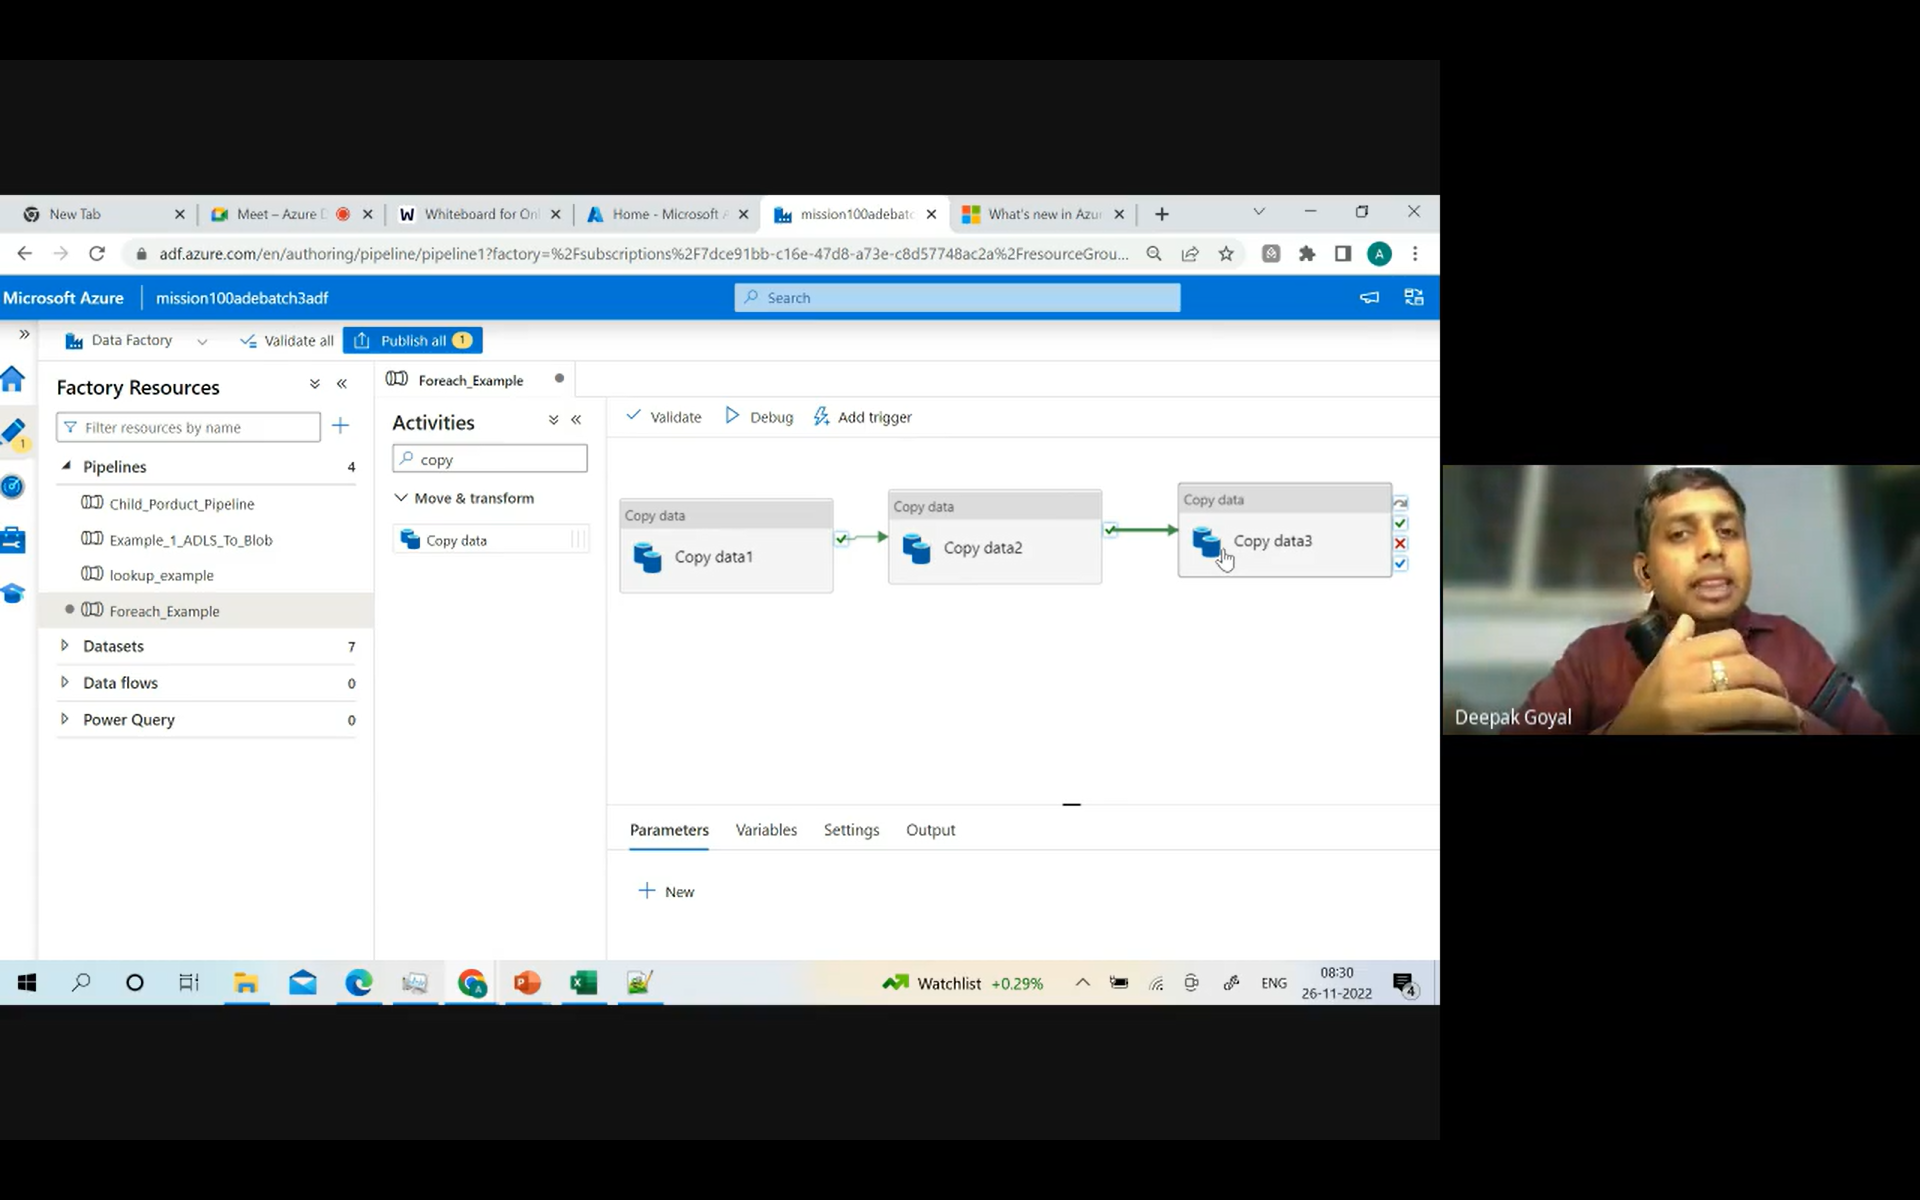 New Tab
Meet – Azure D
Whiteboard for Onl
Home - Microsoft A
mission100adebatc
What's new in Azu
adf.azure.com/en/authoring/pipeline/pipeline1?factory=%2Fsubscriptions%2F7dce91bb-c16e-47d8-a73e-c8d57748ac2a%2FresourceGrou...
A
Microsoft Azure
mission100adebatch3adf
Search
Data Factory
Validate all
Publish all
1
Factory Resources
Filter resources by name
1
Pipelines
4
Child_Porduct_Pipeline
Example_1_ADLS_To_Blob
lookup_example
Foreach_Example
Datasets
7
Data flows
0
Power Query
0
Foreach_Example
Activities
copy
Move & transform
Copy data
Validate
Debug
Add trigger
Copy data
Copy data1
Copy data
Copy data2
Copy data
Copy data3
Parameters
Variables
Settings
Output
New
Deepak Goyal
Watchlist +0.29%
ENG
08:30
26-11-2022
4